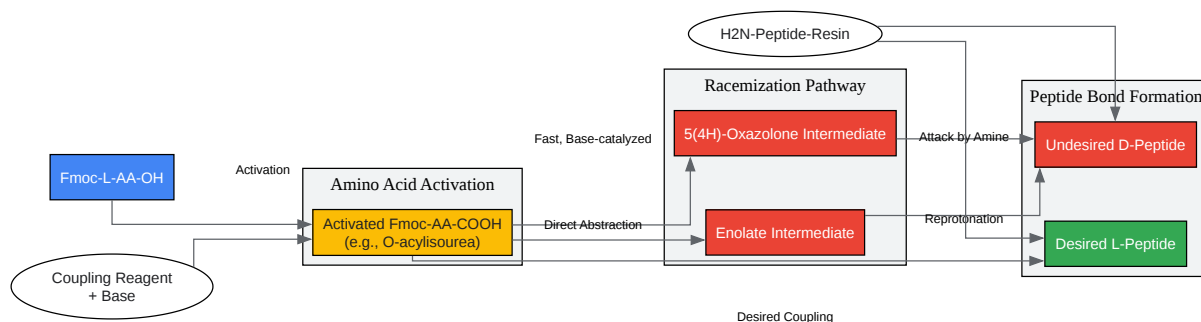 H2N-Peptide-Resin
Racemization Pathway
Peptide Bond Formation
5(4H)-Oxazolone Intermediate
Fast, Base-catalyzed
Attack by Amine
Undesired D-Peptide
Fmoc-L-AA-OH
Activation
Amino Acid Activation
Activated Fmoc-AA-COOH
(e.g., O-acylisourea)
Direct Abstraction
Enolate Intermediate
Reprotonation
Desired L-Peptide
Coupling Reagent
+ Base
Desired Coupling